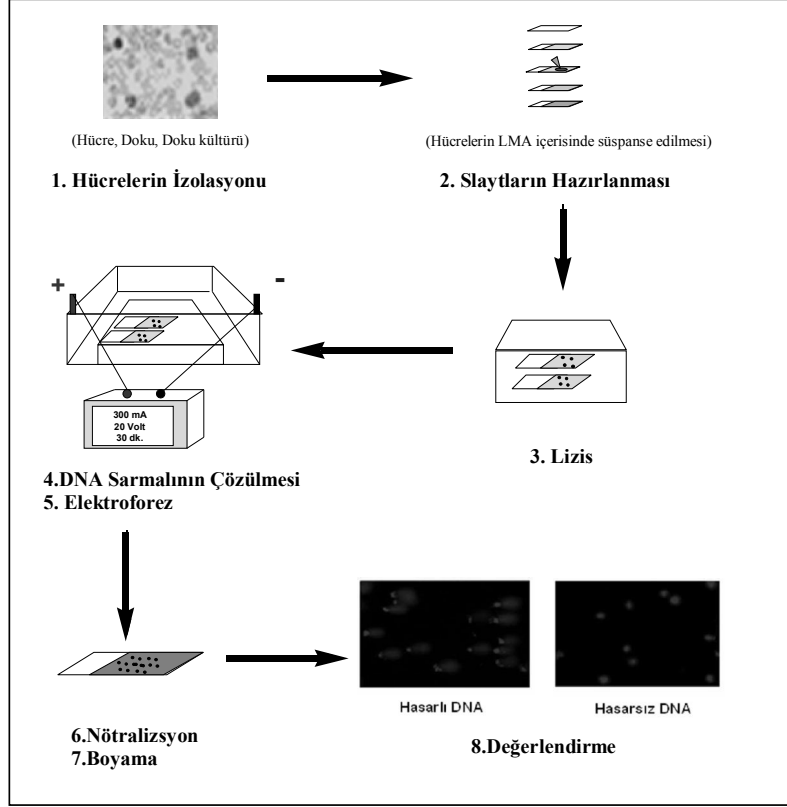 (Hücre, Doku, Doku kültürü)
1. Hücrelerin İzolasyonu
(Hücrelerin LMA içerisinde süspanse edilmesi)
2. Slaytların Hazırlanması
3. Lizis
+
-
300 mA
20 Volt
30 dk.
4.DNA Sarmalının Çözülmesi
5. Elektroforez
6.Nötralizsyon
7.Boyama
Hasarlı DNA
Hasarsız DNA
8.Değerlendirme